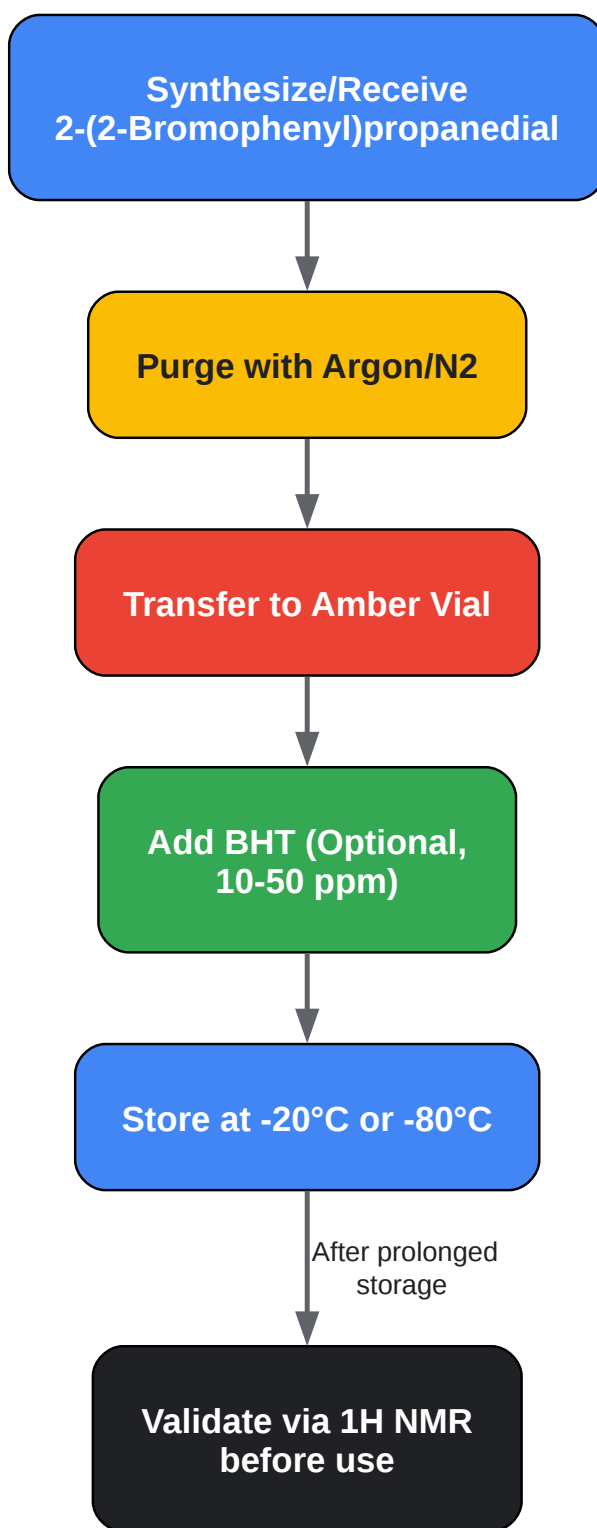 Synthesize/Receive
2-(2-Bromophenyl)propanedial
Purge with Argon/N2
Transfer to Amber Vial
Add BHT (Optional,
10-50 ppm)
Store at -20°C or -80°C
After prolonged
storage
Validate via 1H NMR
before use